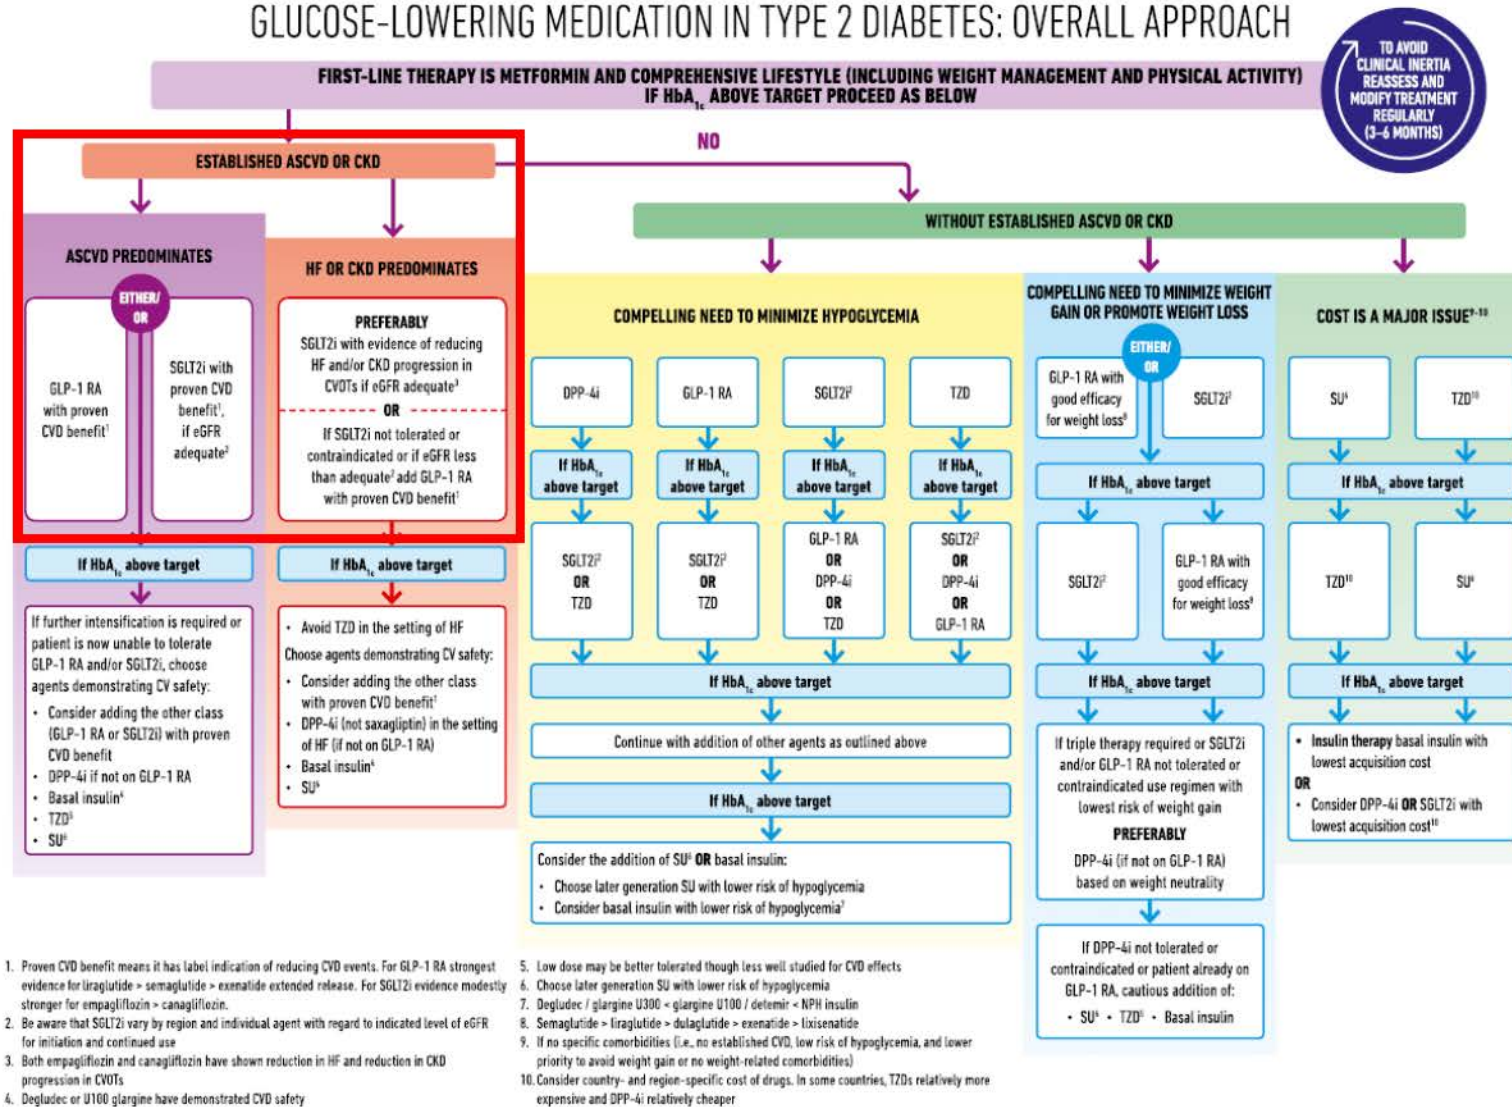 GLUCOSE-LOWERING MEDICATION IN TYPE 2 DIABETES: OVERALL APPROACH
TO AVOID
CLINICAL INERTIA
REASSESS AND
MODIFY TREATMENT
REGULARLY
(3-6 MONTHS)
FIRST-LINE THERAPY IS METFORMIN AND COMPREHENSIVE LIFESTYLE (INCLUDING WEIGHT MANAGEMENT AND PHYSICAL ACTIVITY)
IF HbA1c ABOVE TARGET PROCEED AS BELOW
NO
ESTABLISHED ASCVD OR CKD
ASCVD PREDOMINATES
EITHER/
OR
GLP-1 RA
with proven
CVD benefit¹
SGLT2i with
proven CVD
benefit¹,
if eGFR
adequate²
If HbA1c above target
If further intensification is required or
patient is now unable to tolerate
GLP-1 RA and/or SGLT2i, choose
agents demonstrating CV safety:
• Consider adding the other class
(GLP-1 RA or SGLT2i) with proven
CVD benefit
• DPP-4i if not on GLP-1 RA
• Basal insulin⁴
• TZD⁵
• SU⁶
HF OR CKD PREDOMINATES
PREFERABLY
SGLT2i with evidence of reducing
HF and/or CKD progression in
CVOTs if eGFR adequate³
OR
If SGLT2i not tolerated or
contraindicated or if eGFR less
than adequate² add GLP-1 RA
with proven CVD benefit¹
If HbA1c above target
• Avoid TZD in the setting of HF
Choose agents demonstrating CV safety:
• Consider adding the other class
with proven CVD benefit¹
• DPP-4i (not saxagliptin) in the setting
of HF (if not on GLP-1 RA)
• Basal insulin⁴
• SU⁶
WITHOUT ESTABLISHED ASCVD OR CKD
COMPELLING NEED TO MINIMIZE HYPOGLYCEMIA
DPP-4i
GLP-1 RA
SGLT2i²
TZD
If HbA1c
above target
If HbA1c
above target
If HbA1c
above target
If HbA1c
above target
SGLT2i²
OR
TZD
SGLT2i²
OR
TZD
GLP-1 RA
OR
DPP-4i
OR
TZD
SGLT2i²
OR
DPP-4i
OR
GLP-1 RA
If HbA1c above target
Continue with addition of other agents as outlined above
If HbA1c above target
Consider the addition of SU⁶ OR basal insulin:
• Choose later generation SU with lower risk of hypoglycemia
• Consider basal insulin with lower risk of hypoglycemia⁷
COMPELLING NEED TO MINIMIZE WEIGHT
GAIN OR PROMOTE WEIGHT LOSS
EITHER/
OR
GLP-1 RA with
good efficacy
for weight loss⁸
SGLT2i²
If HbA1c above target
SGLT2i²
GLP-1 RA with
good efficacy
for weight loss⁸
If HbA1c above target
If triple therapy required or SGLT2i
and/or GLP-1 RA not tolerated or
contraindicated use regimen with
lowest risk of weight gain
PREFERABLY
DPP-4i (if not on GLP-1 RA)
based on weight neutrality
If DPP-4i not tolerated or
contraindicated or patient already on
GLP-1 RA, cautious addition of:
• SU⁶ • TZD⁵ • Basal insulin
COST IS A MAJOR ISSUE⁹⁻¹⁰
SU⁶
TZD¹⁰
If HbA1c above target
TZD¹⁰
SU⁶
If HbA1c above target
• Insulin therapy basal insulin with
lowest acquisition cost
OR
• Consider DPP-4i OR SGLT2i with
lowest acquisition cost¹⁰
1. Proven CVD benefit means it has label indication of reducing CVD events. For GLP-1 RA strongest
evidence for liraglutide > semaglutide > exenatide extended release. For SGLT2i evidence modestly
stronger for empagliflozin > canagliflozin.
2. Be aware that SGLT2i vary by region and individual agent with regard to indicated level of eGFR
for initiation and continued use
3. Both empagliflozin and canagliflozin have shown reduction in HF and reduction in CKD
progression in CVOTs
4. Degludec or U100 glargine have demonstrated CVD safety
5. Low dose may be better tolerated though less well studied for CVD effects
6. Choose later generation SU with lower risk of hypoglycemia
7. Degludec / glargine U300 < glargine U100 / detemir < NPH insulin
8. Semaglutide > liraglutide > dulaglutide > exenatide > lixisenatide
9. If no specific comorbidities (i.e., no established CVD, low risk of hypoglycemia, and lower
priority to avoid weight gain or no weight-related comorbidities)
10. Consider country- and region-specific cost of drugs. In some countries, TZDs relatively more
expensive and DPP-4i relatively cheaper